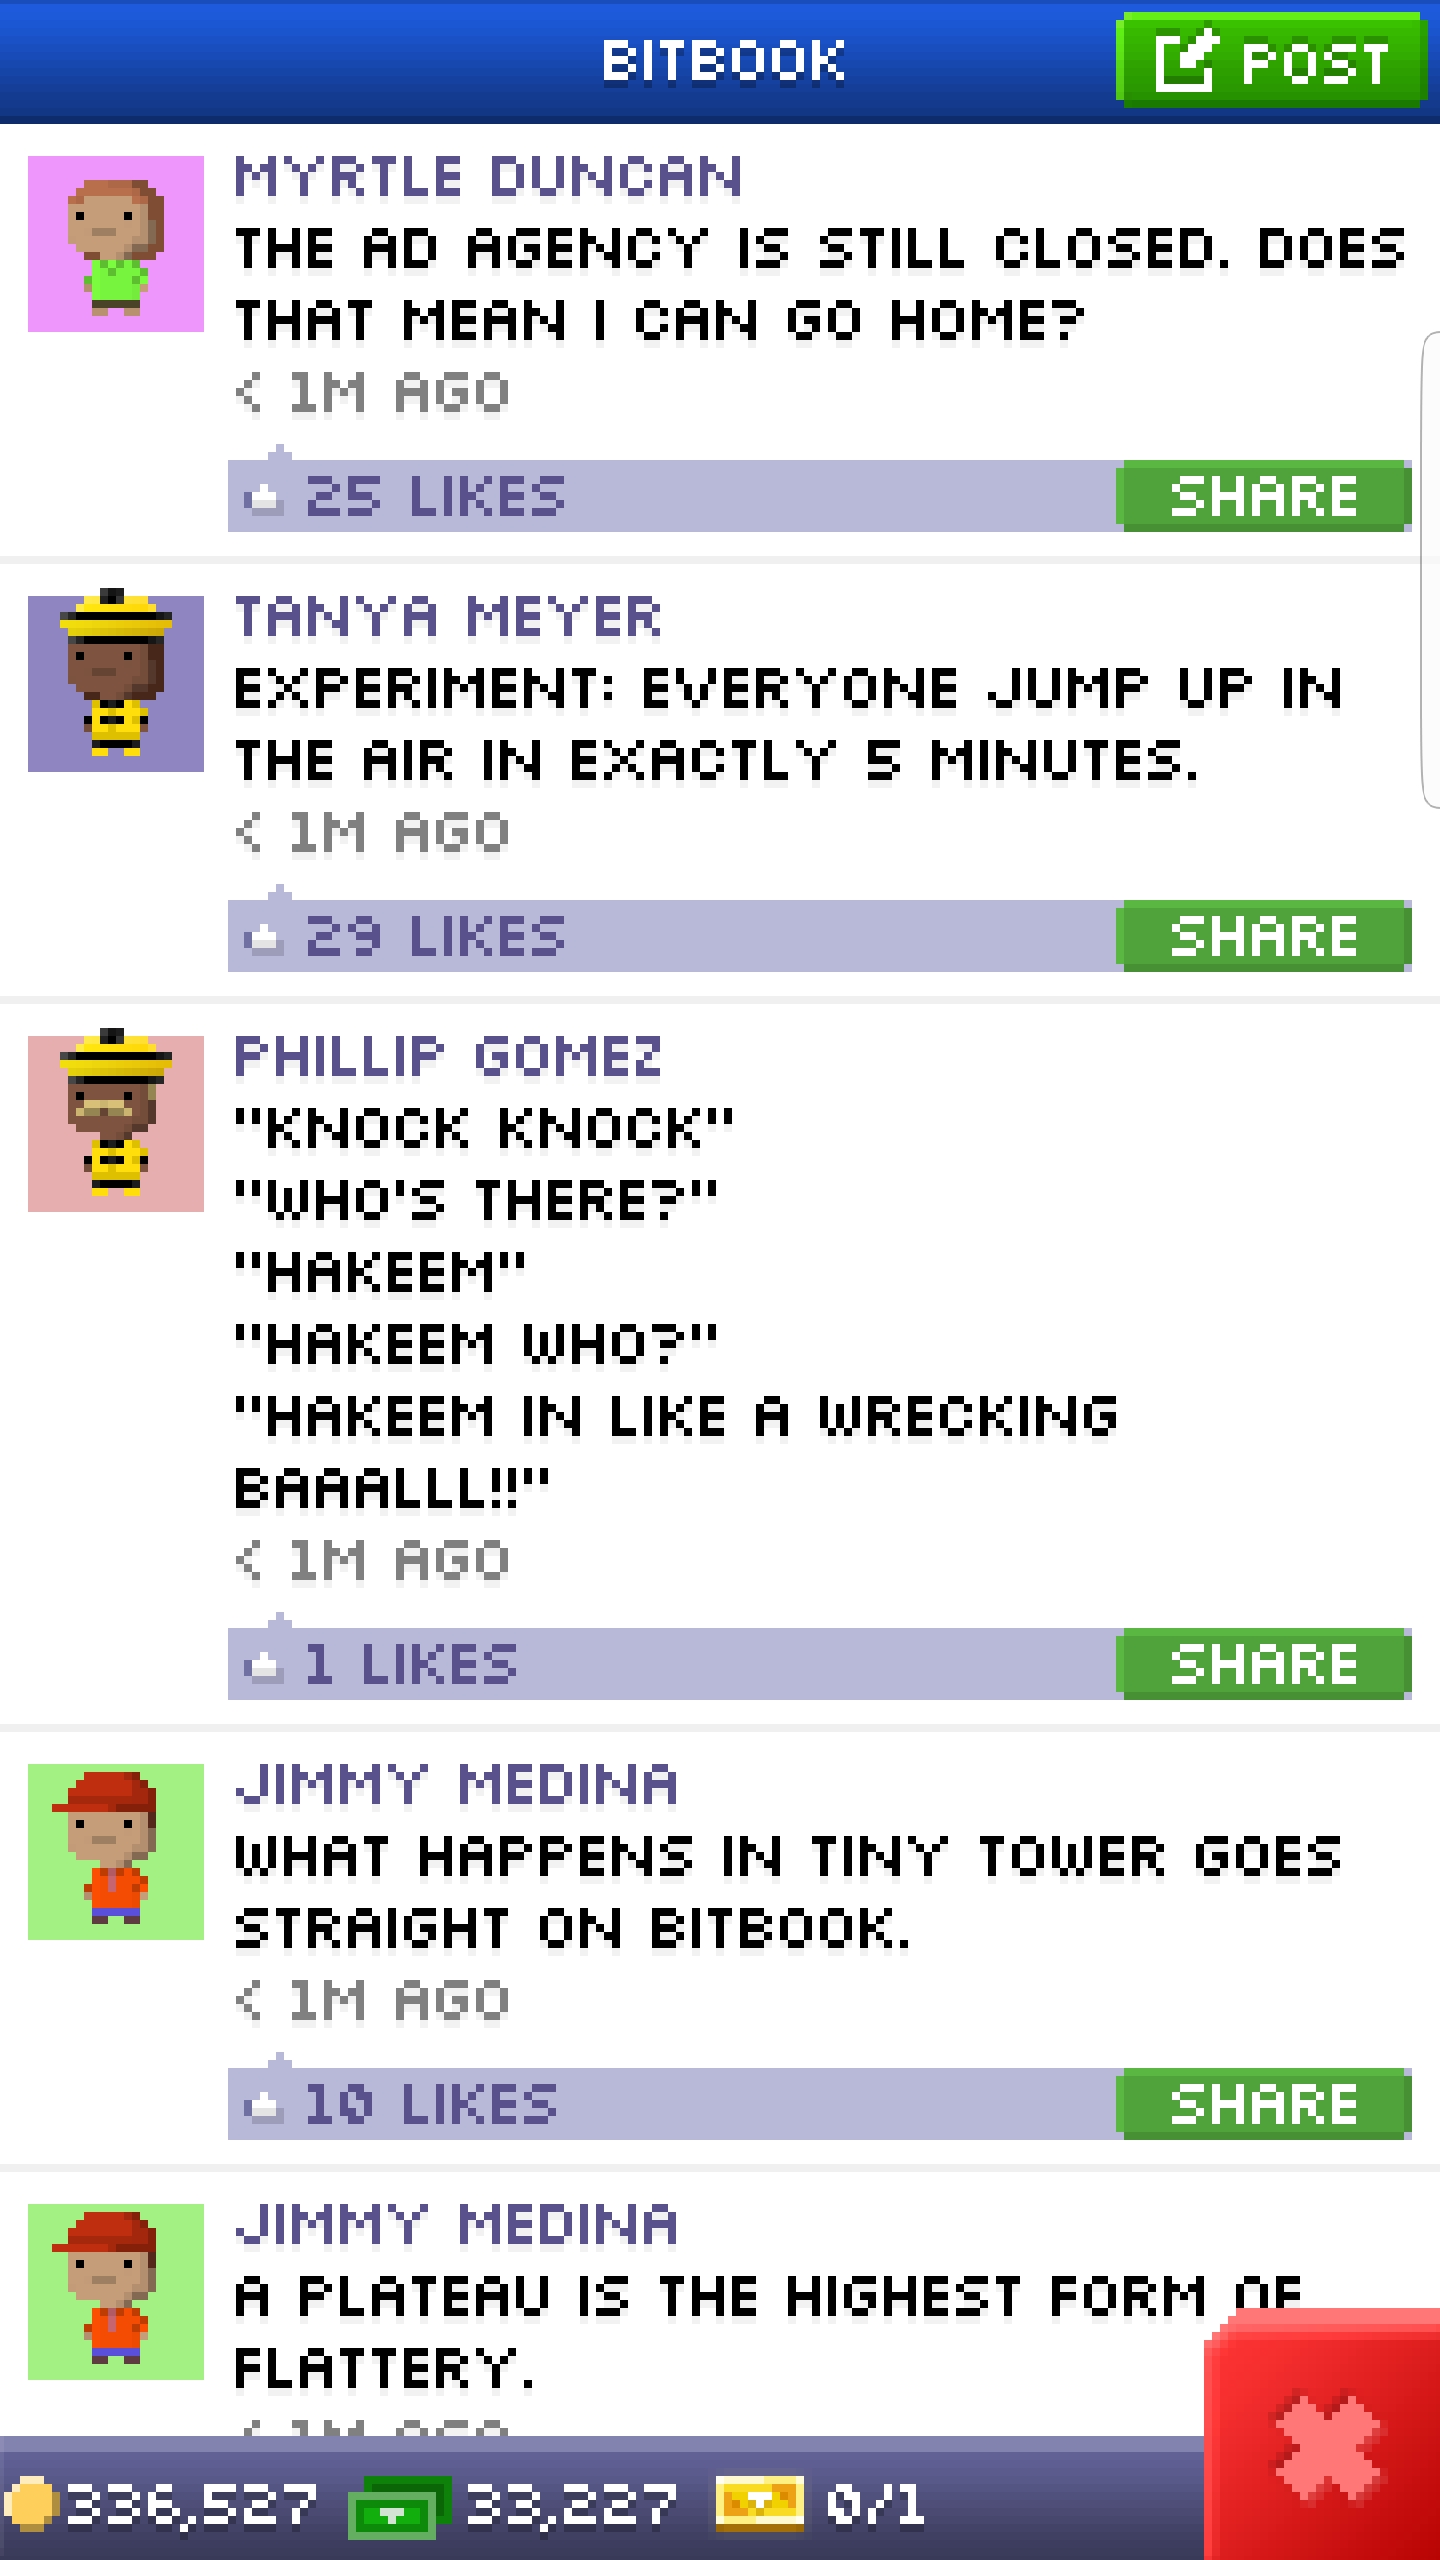 BITBOOK
POST
MYRTLE DUNCAN
THE AD AGENCY IS STILL CLOSED. DOES
THAT MEAN I CAN GO HOME?
< 1M AGO
25 LIKES
SHARE
TANYA MEYER
EXPERIMENT: EVERYONE JUMP UP IN
THE AIR IN EXACTLY 5 MINUTES.
< 1M AGO
29 LIKES
SHARE
PHILLIP GOMEZ
"KNOCK KNOCK"
"WHO'S THERE?"
"HAKEEM"
"HAKEEM WHO?"
"HAKEEM IN LIKE A WRECKING
BAAALLL!!"
< 1M AGO
1 LIKES
SHARE
JIMMY MEDINA
WHAT HAPPENS IN TINY TOWER GOES
STRAIGHT ON BITBOOK.
< 1M AGO
10 LIKES
SHARE
JIMMY MEDINA
A PLATEAU IS THE HIGHEST FORM OF
FLATTERY.
< 1M AGO
336,527
33,227
0/1